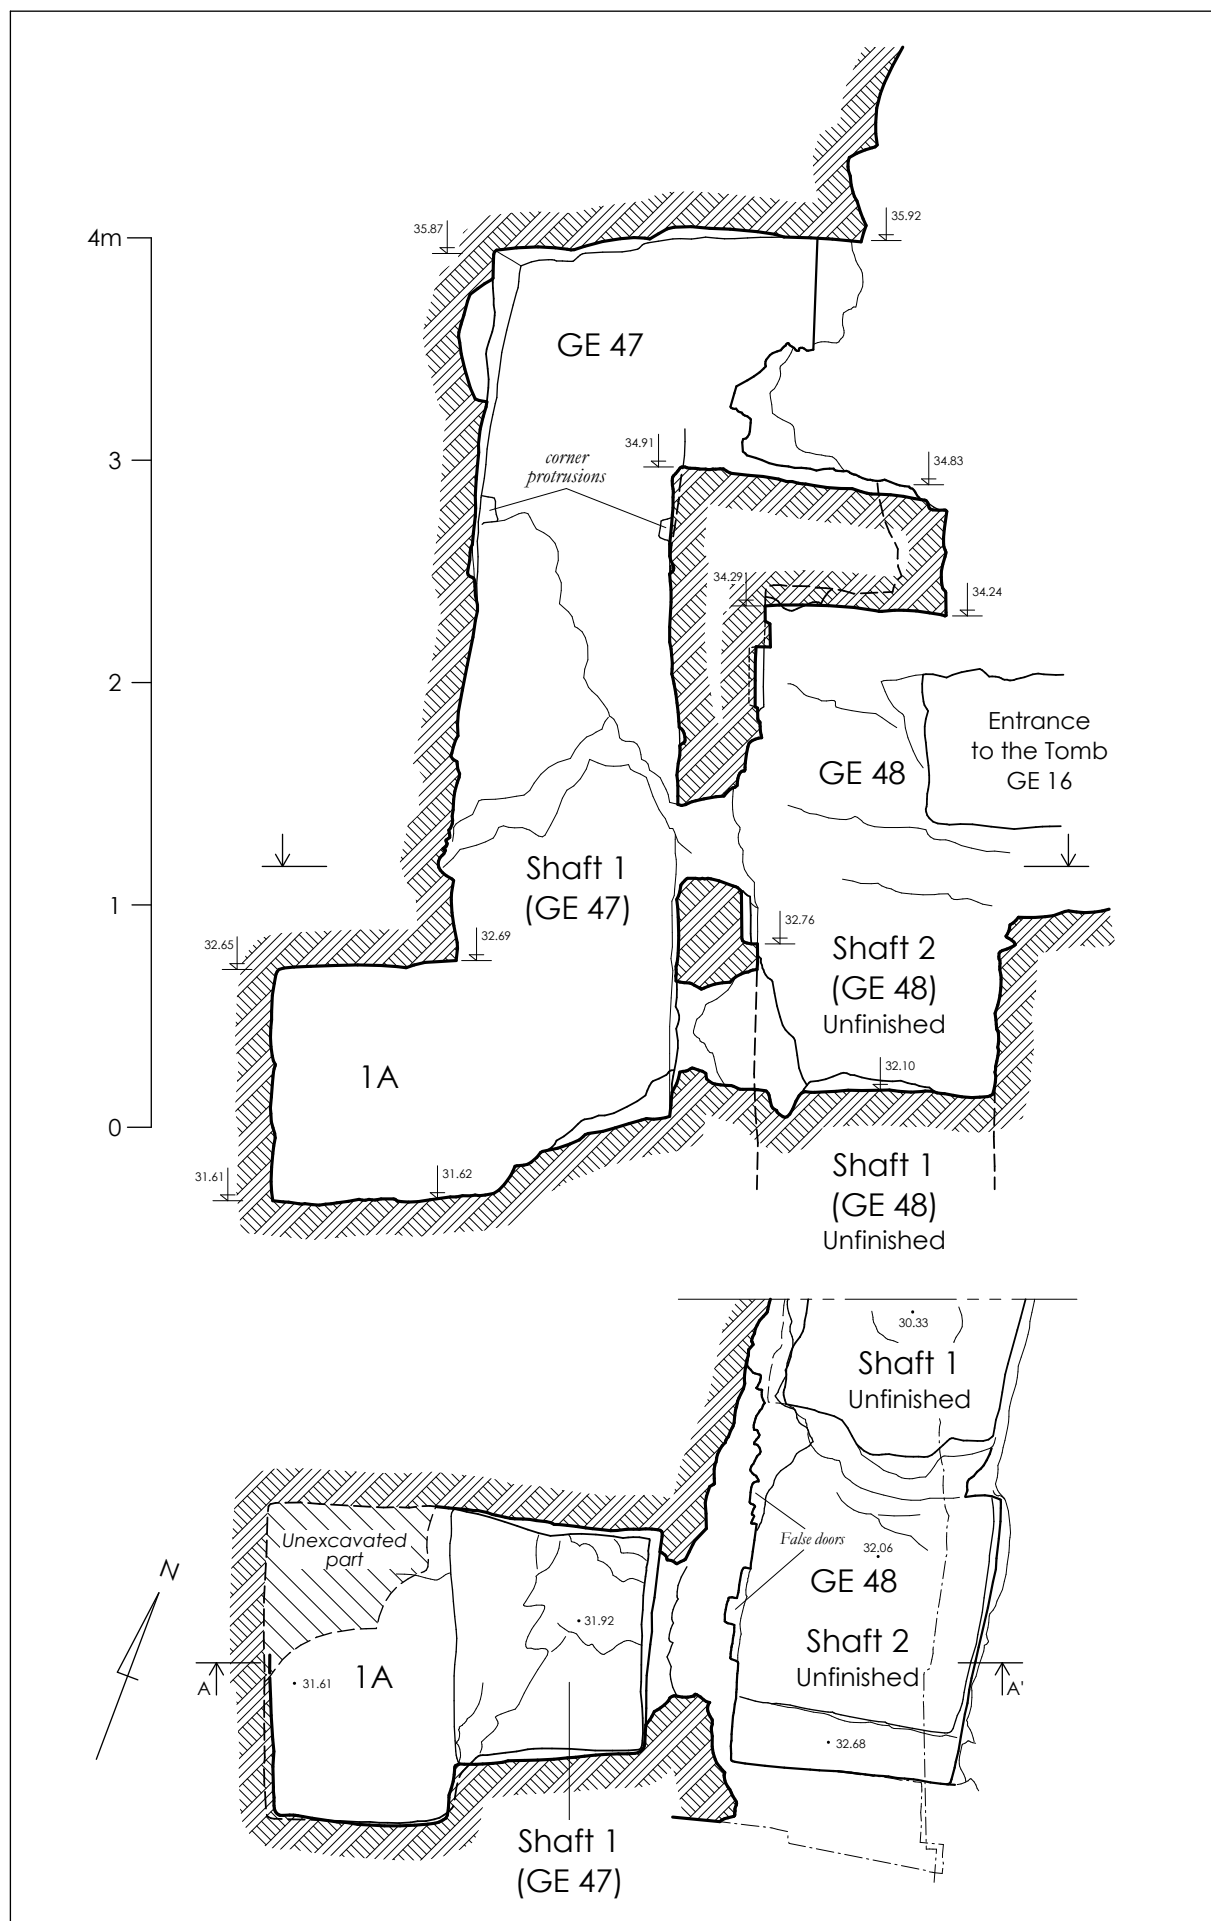 35.92
35.87
4m
GE 47
34.91
34.83
3
corner
protrusions
34.29
34.24
2
Entrance
to the Tomb
GE 16
GE 48
Shaft 1
(GE 47)
1
32.76
32.65
32.69
Shaft 2
(GE 48)
Unfinished
1A
32.10
0
31.61
31.62
Shaft 1
(GE 48)
Unfinished
30.33
Shaft 1
Unfinished
Unexcavated
part
False doors
32.06
GE 48
N
31.92
Shaft 2
Unfinished
1A
31.61
A
A'
32.68
Shaft 1
(GE 47)